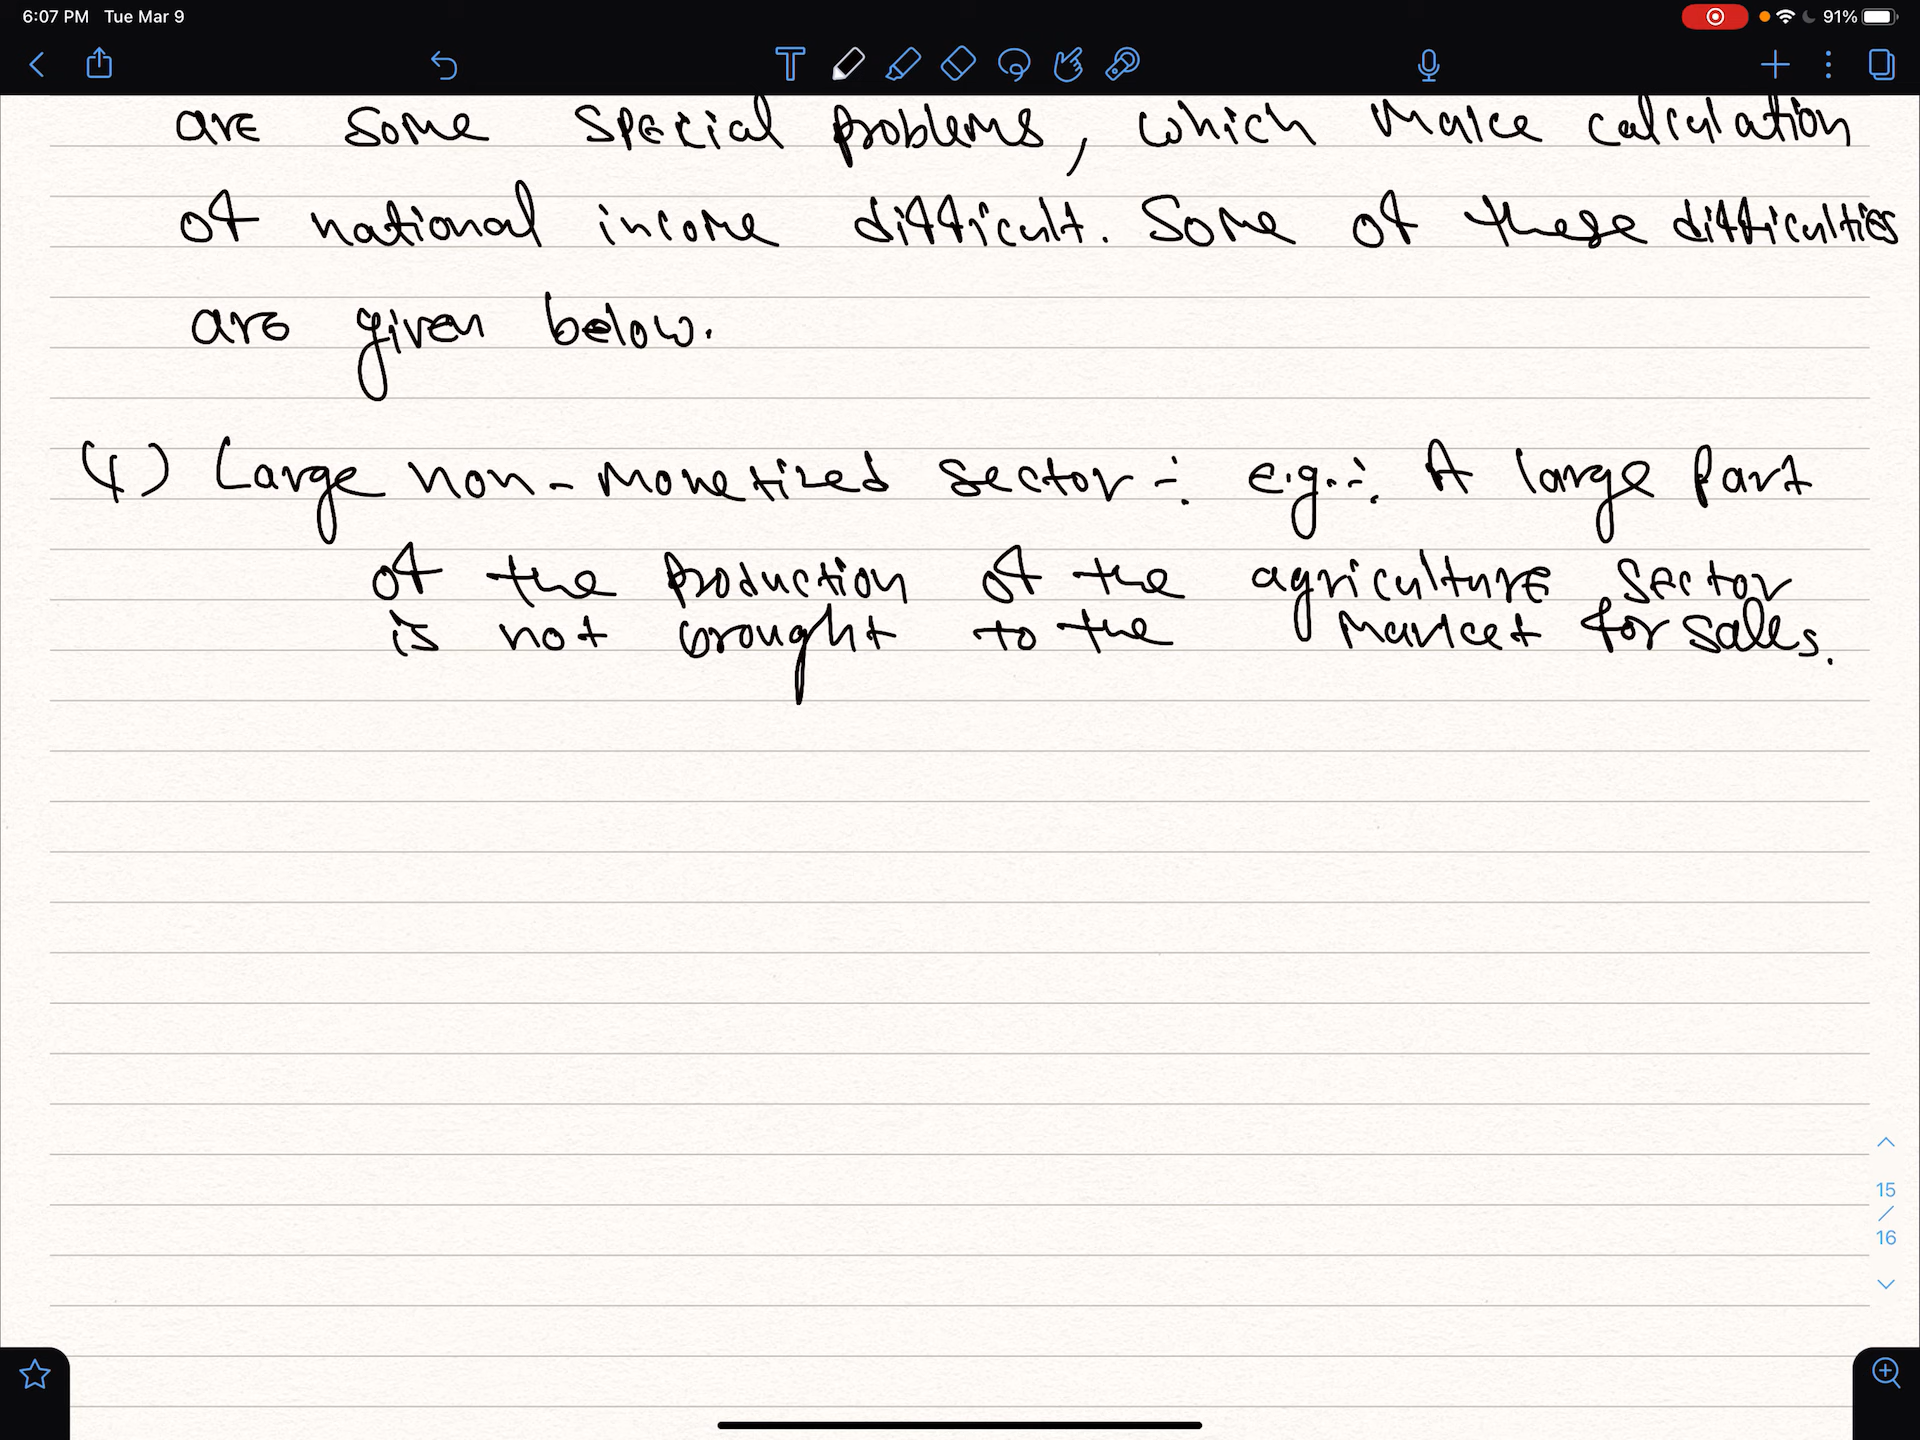 6:07 PM Tue Mar 9
91%
are some special problems, which make calculation
of national income difficult. Some of these difficulties
are given below.
(1) Large non-monetized sector :- e.g. :- A large part
of the production of the agriculture sector
is not brought to the market for sales.
15
/
16